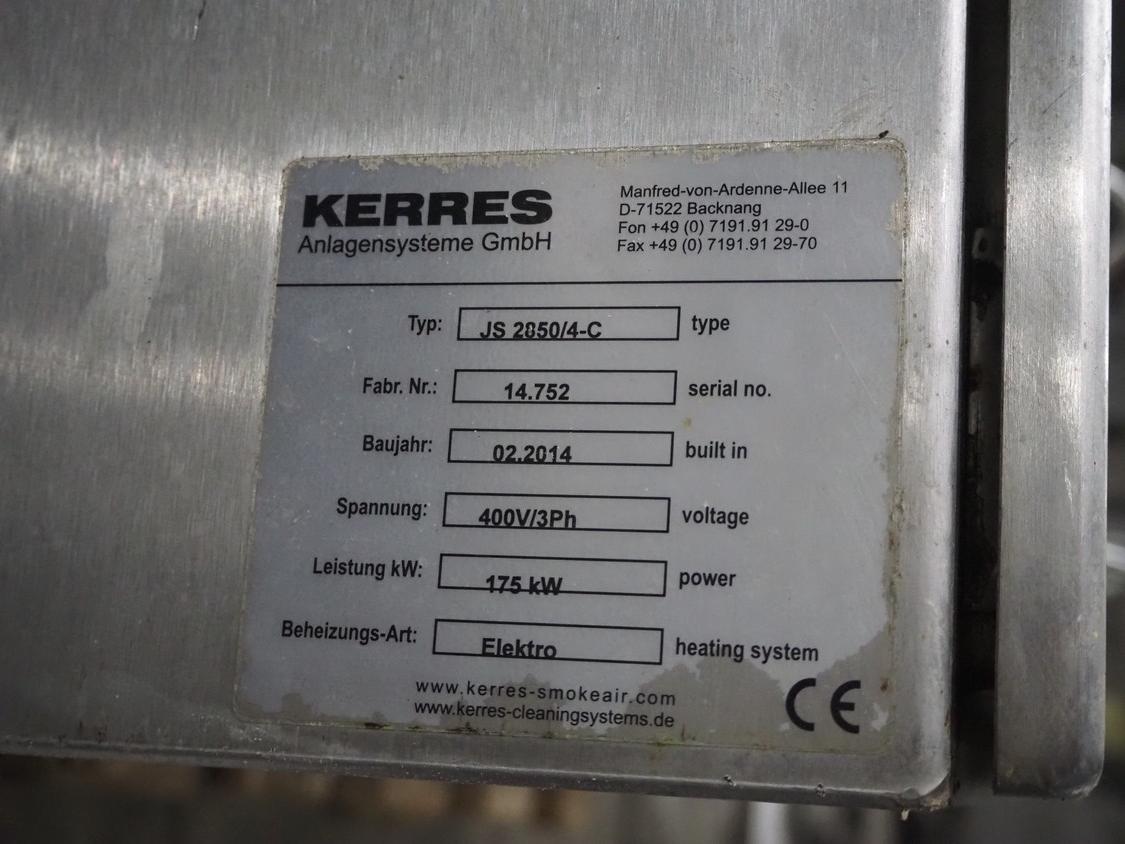 KERRES
Anlagensysteme GmbH
Manfred-von-Ardenne-Allee 11
D-71522 Backnang
Fon +49 (0) 7191.91 29-0
Fax +49 (0) 7191.91 29-70
Typ: JS 2850/4-C type
Fabr. Nr.: 14.752 serial no.
Baujahr: 02.2014 built in
Spannung: 400V/3Ph voltage
Leistung kW: 175 kW power
Beheizungs-Art: Elektro heating system
www.kerres-smokeair.com
www.kerres-cleaningsystems.de
CE